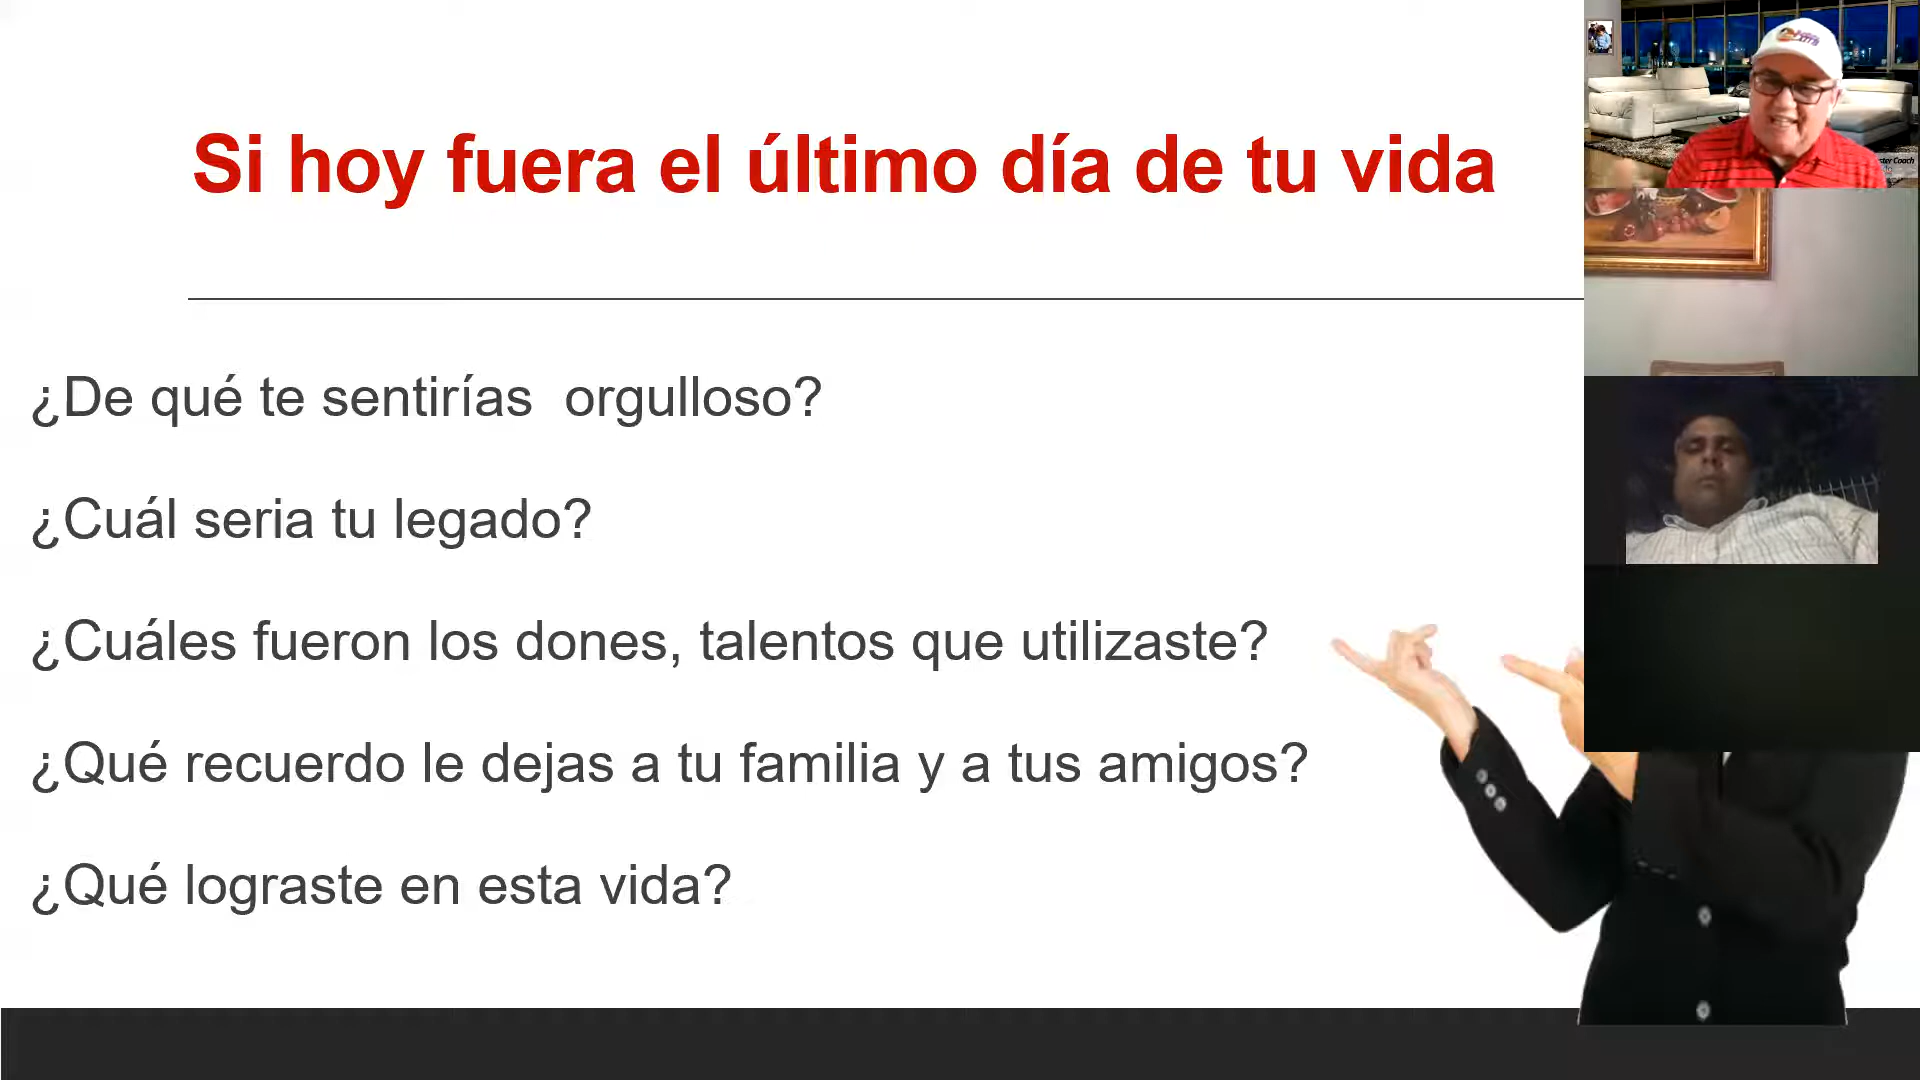 Si hoy fuera el último día de tu vida
¿De qué te sentirías  orgulloso?
¿Cuál seria tu legado?
¿Cuáles fueron los dones, talentos que utilizaste?
¿Qué recuerdo le dejas a tu familia y a tus amigos?
¿Qué lograste en esta vida?
Coach